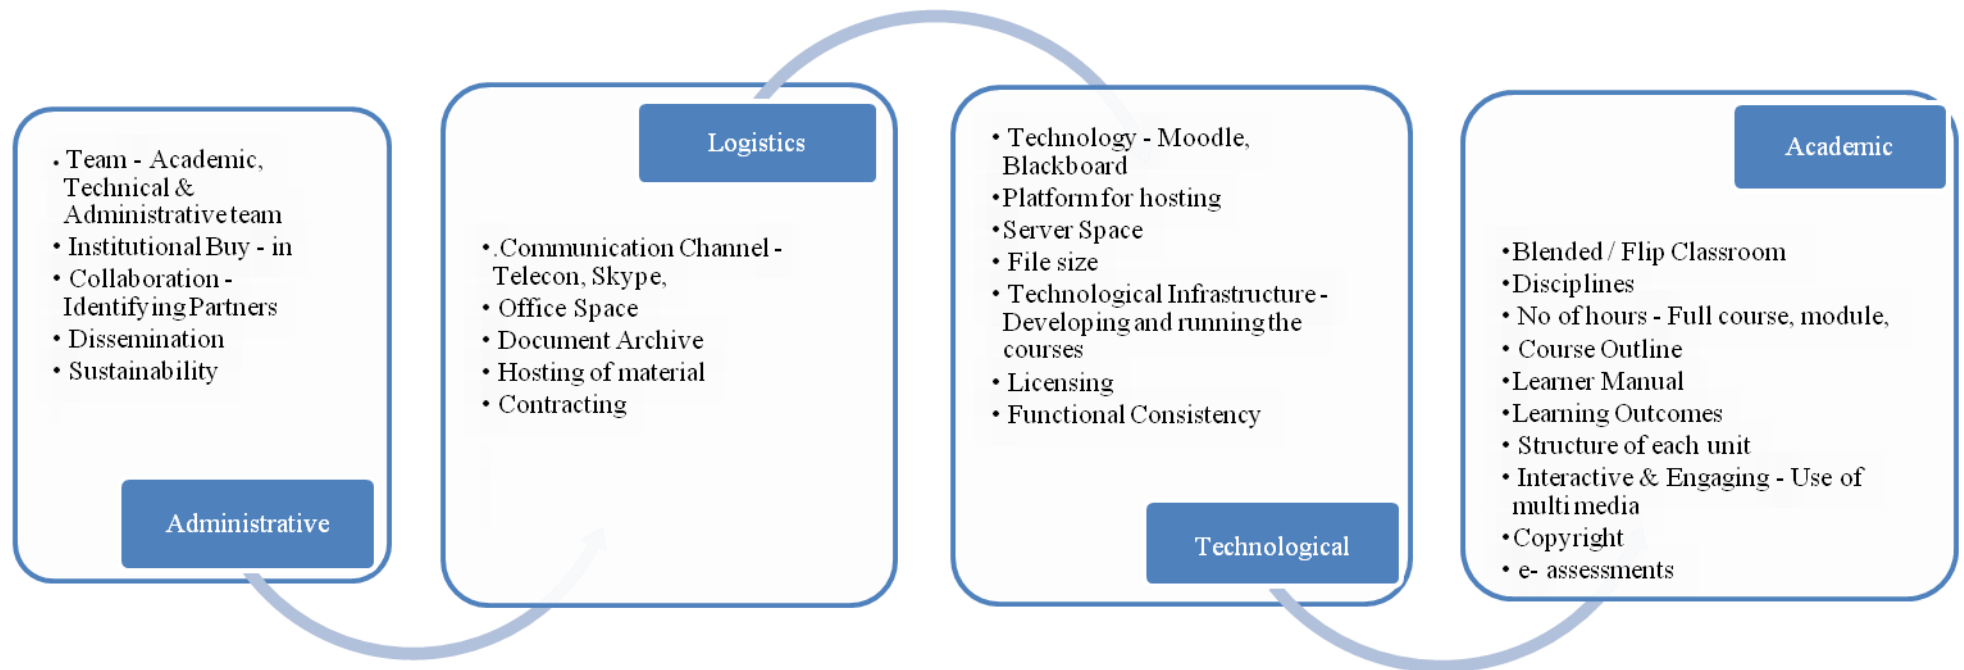 • Team - Academic,
Technical &
Administrative team
• Institutional Buy - in
• Collaboration -
Identifying Partners
• Dissemination
• Sustainability
Administrative
Logistics
• .Communication Channel -
Telecon, Skype,
• Office Space
• Document Archive
• Hosting of material
• Contracting
• Technology - Moodle,
Blackboard
• Platform for hosting
• Server Space
• File size
• Technological Infrastructure -
Developing and running the
courses
• Licensing
• Functional Consistency
Technological
Academic
• Blended / Flip Classroom
• Disciplines
• No of hours - Full course, module,
• Course Outline
• Learner Manual
• Learning Outcomes
• Structure of each unit
• Interactive & Engaging - Use of
multi media
• Copyright
• e- assessments